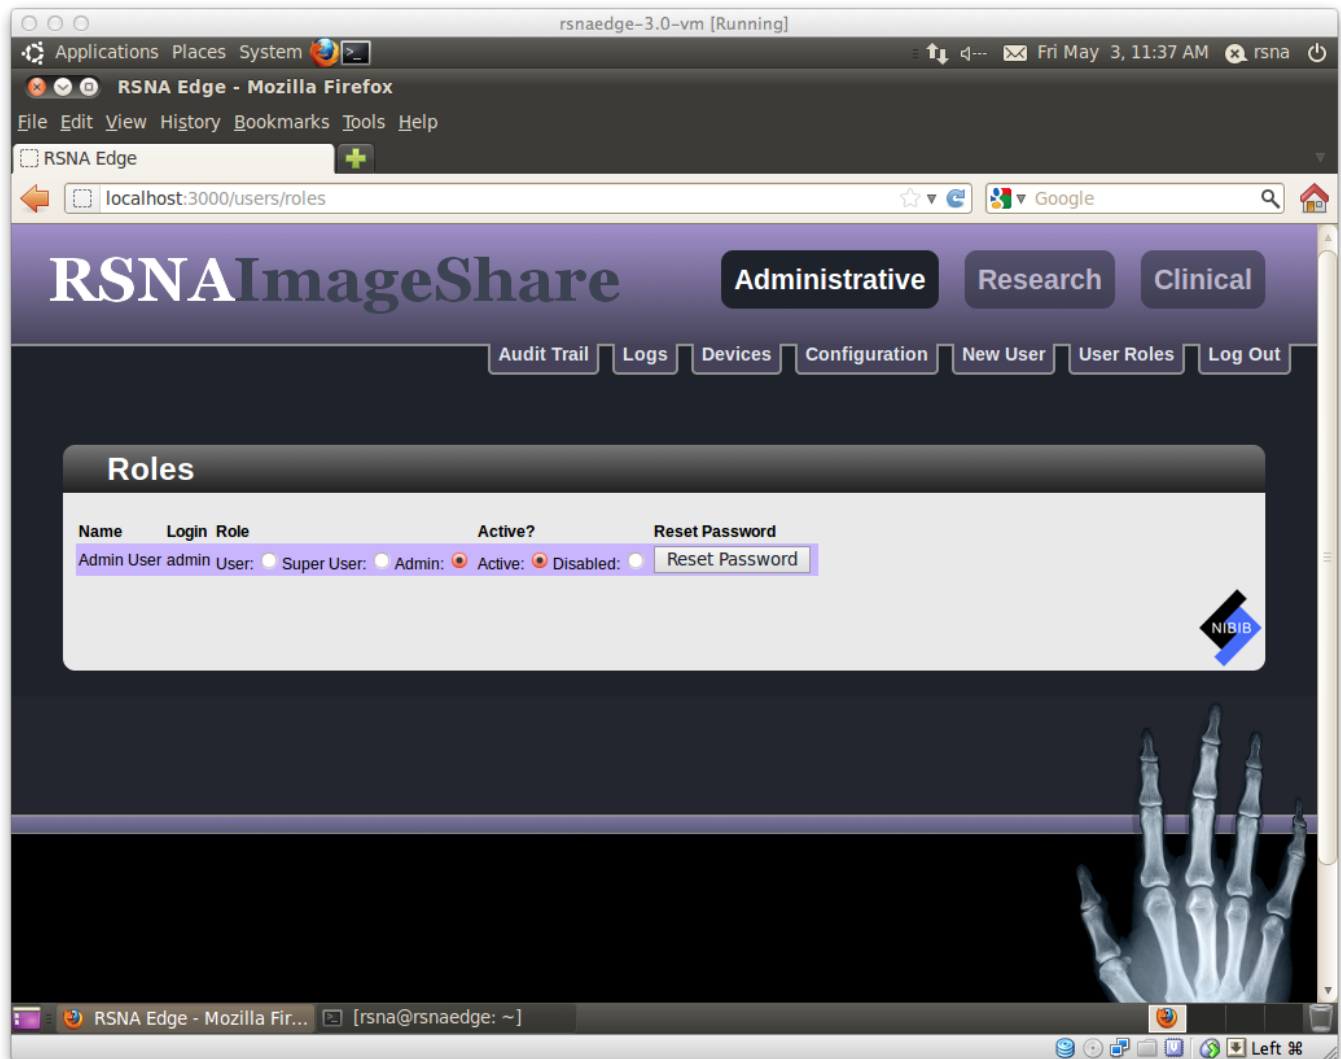 rsnaedge-3.0-vm [Running]
Applications Places System Fri May 3, 11:37 AM rsna
RSNA Edge - Mozilla Firefox
File Edit View History Bookmarks Tools Help
RSNA Edge
localhost:3000/users/roles Google
RSNAImageShare Administrative Research Clinical
Audit Trail Logs Devices Configuration New User User Roles Log Out
Roles
Name Login Role Active? Reset Password
Admin User admin User: Super User: Admin: Active: Disabled: Reset Password
NIBIB
RSNA Edge - Mozilla Fir... [rsna@rsnaedge: ~]
Left ⌘